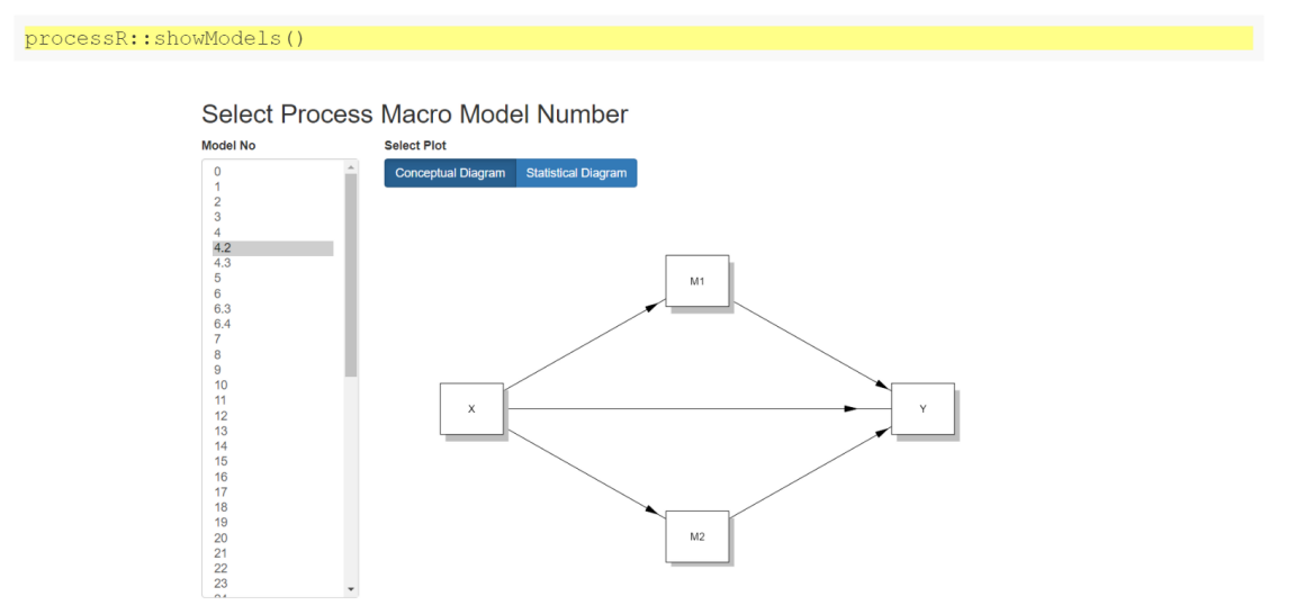 processR::showModels()
Select Process Macro Model Number
Model No
Select Plot
0
1
2
3
4
4.2
4.3
5
6
6.3
6.4
7
8
9
10
11
12
13
14
15
16
17
18
19
20
21
22
23
Conceptual Diagram
Statistical Diagram
M1
X
Y
M2